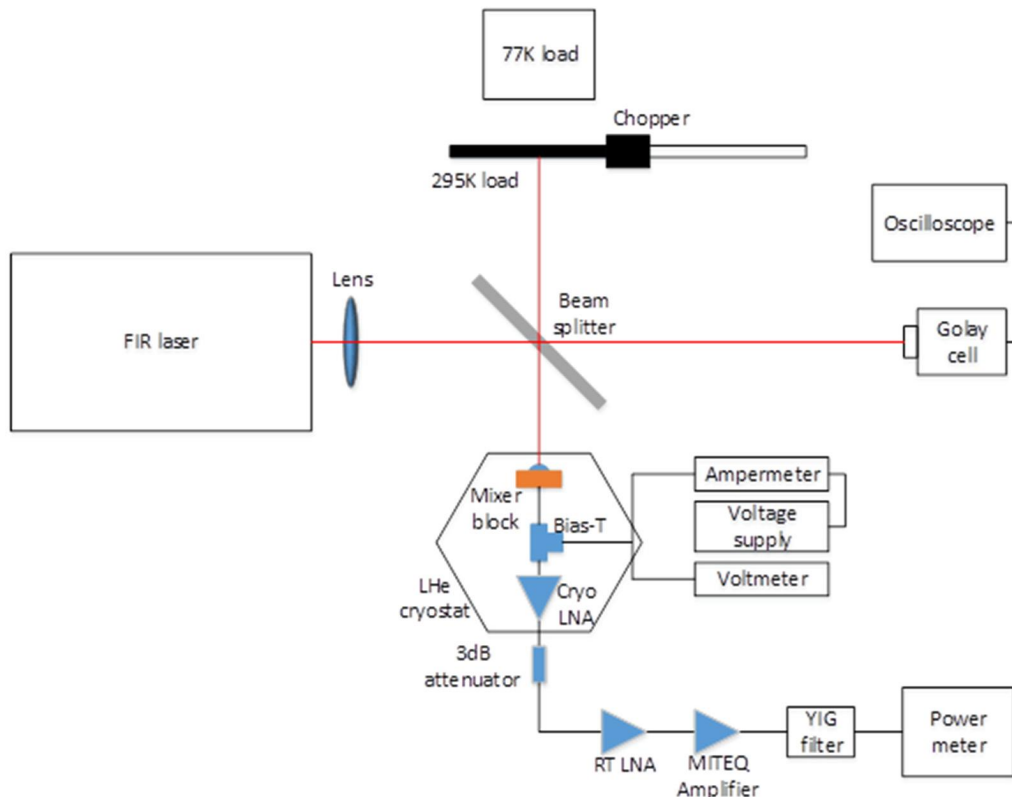 77K load
Chopper
295K load
Oscilloscope
Lens
Beam
splitter
FIR laser
Golay
cell
Mixer
block
Bias-T
Ampermeter
Voltage
supply
Voltmeter
LHe
cryostat
Cryo
LNA
3dB
attenuator
RT LNA
MITEQ
Amplifier
YIG
filter
Power
meter